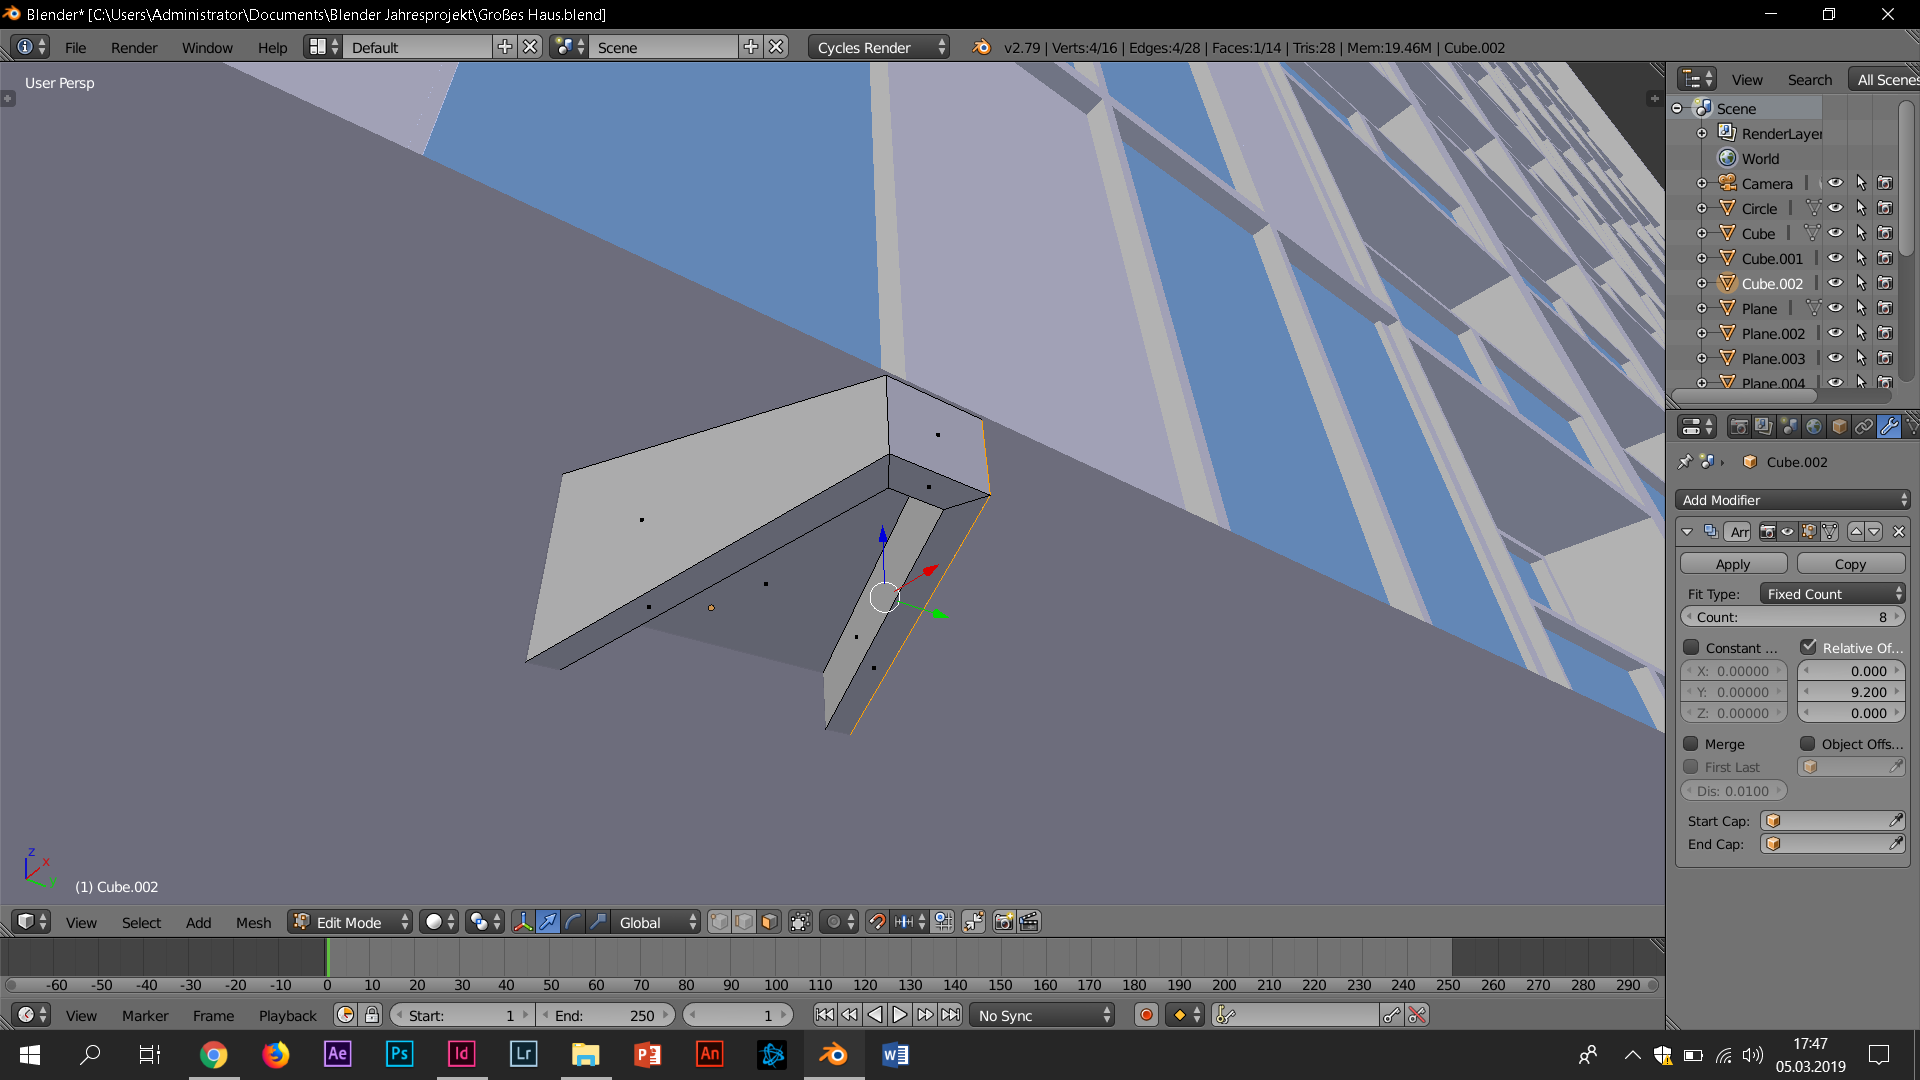 Blender* [C:\Users\Administrator\Documents\Blender Jahresprojekt\Großes Haus.blend]
File Render Window Help Default Scene Cycles Render v2.79 | Verts:4/16 | Edges:4/28 | Faces:1/14 | Tris:28 | Mem:19.46M | Cube.002
User Persp
View Search All Scenes
Scene
RenderLayer
World
Camera
Circle
Cube
Cube.001
Cube.002
Plane
Plane.002
Plane.003
Plane.004
Cube.002
Add Modifier
Arr
Apply Copy
Fit Type: Fixed Count
Count: 8
Constant ... Relative Of...
X: 0.00000 0.000
Y: 0.00000 9.200
Z: 0.00000 0.000
Merge Object Offs...
First Last
Dis: 0.0100
Start Cap:
End Cap:
z x y
(1) Cube.002
View Select Add Mesh Edit Mode Global
-60 -50 -40 -30 -20 -10 0 10 20 30 40 50 60 70 80 90 100 110 120 130 140 150 160 170 180 190 200 210 220 230 240 250 260 270 280 290
View Marker Frame Playback Start: 1 End: 250 1 No Sync
Ae Ps Id Lr P An W
17:47
05.03.2019